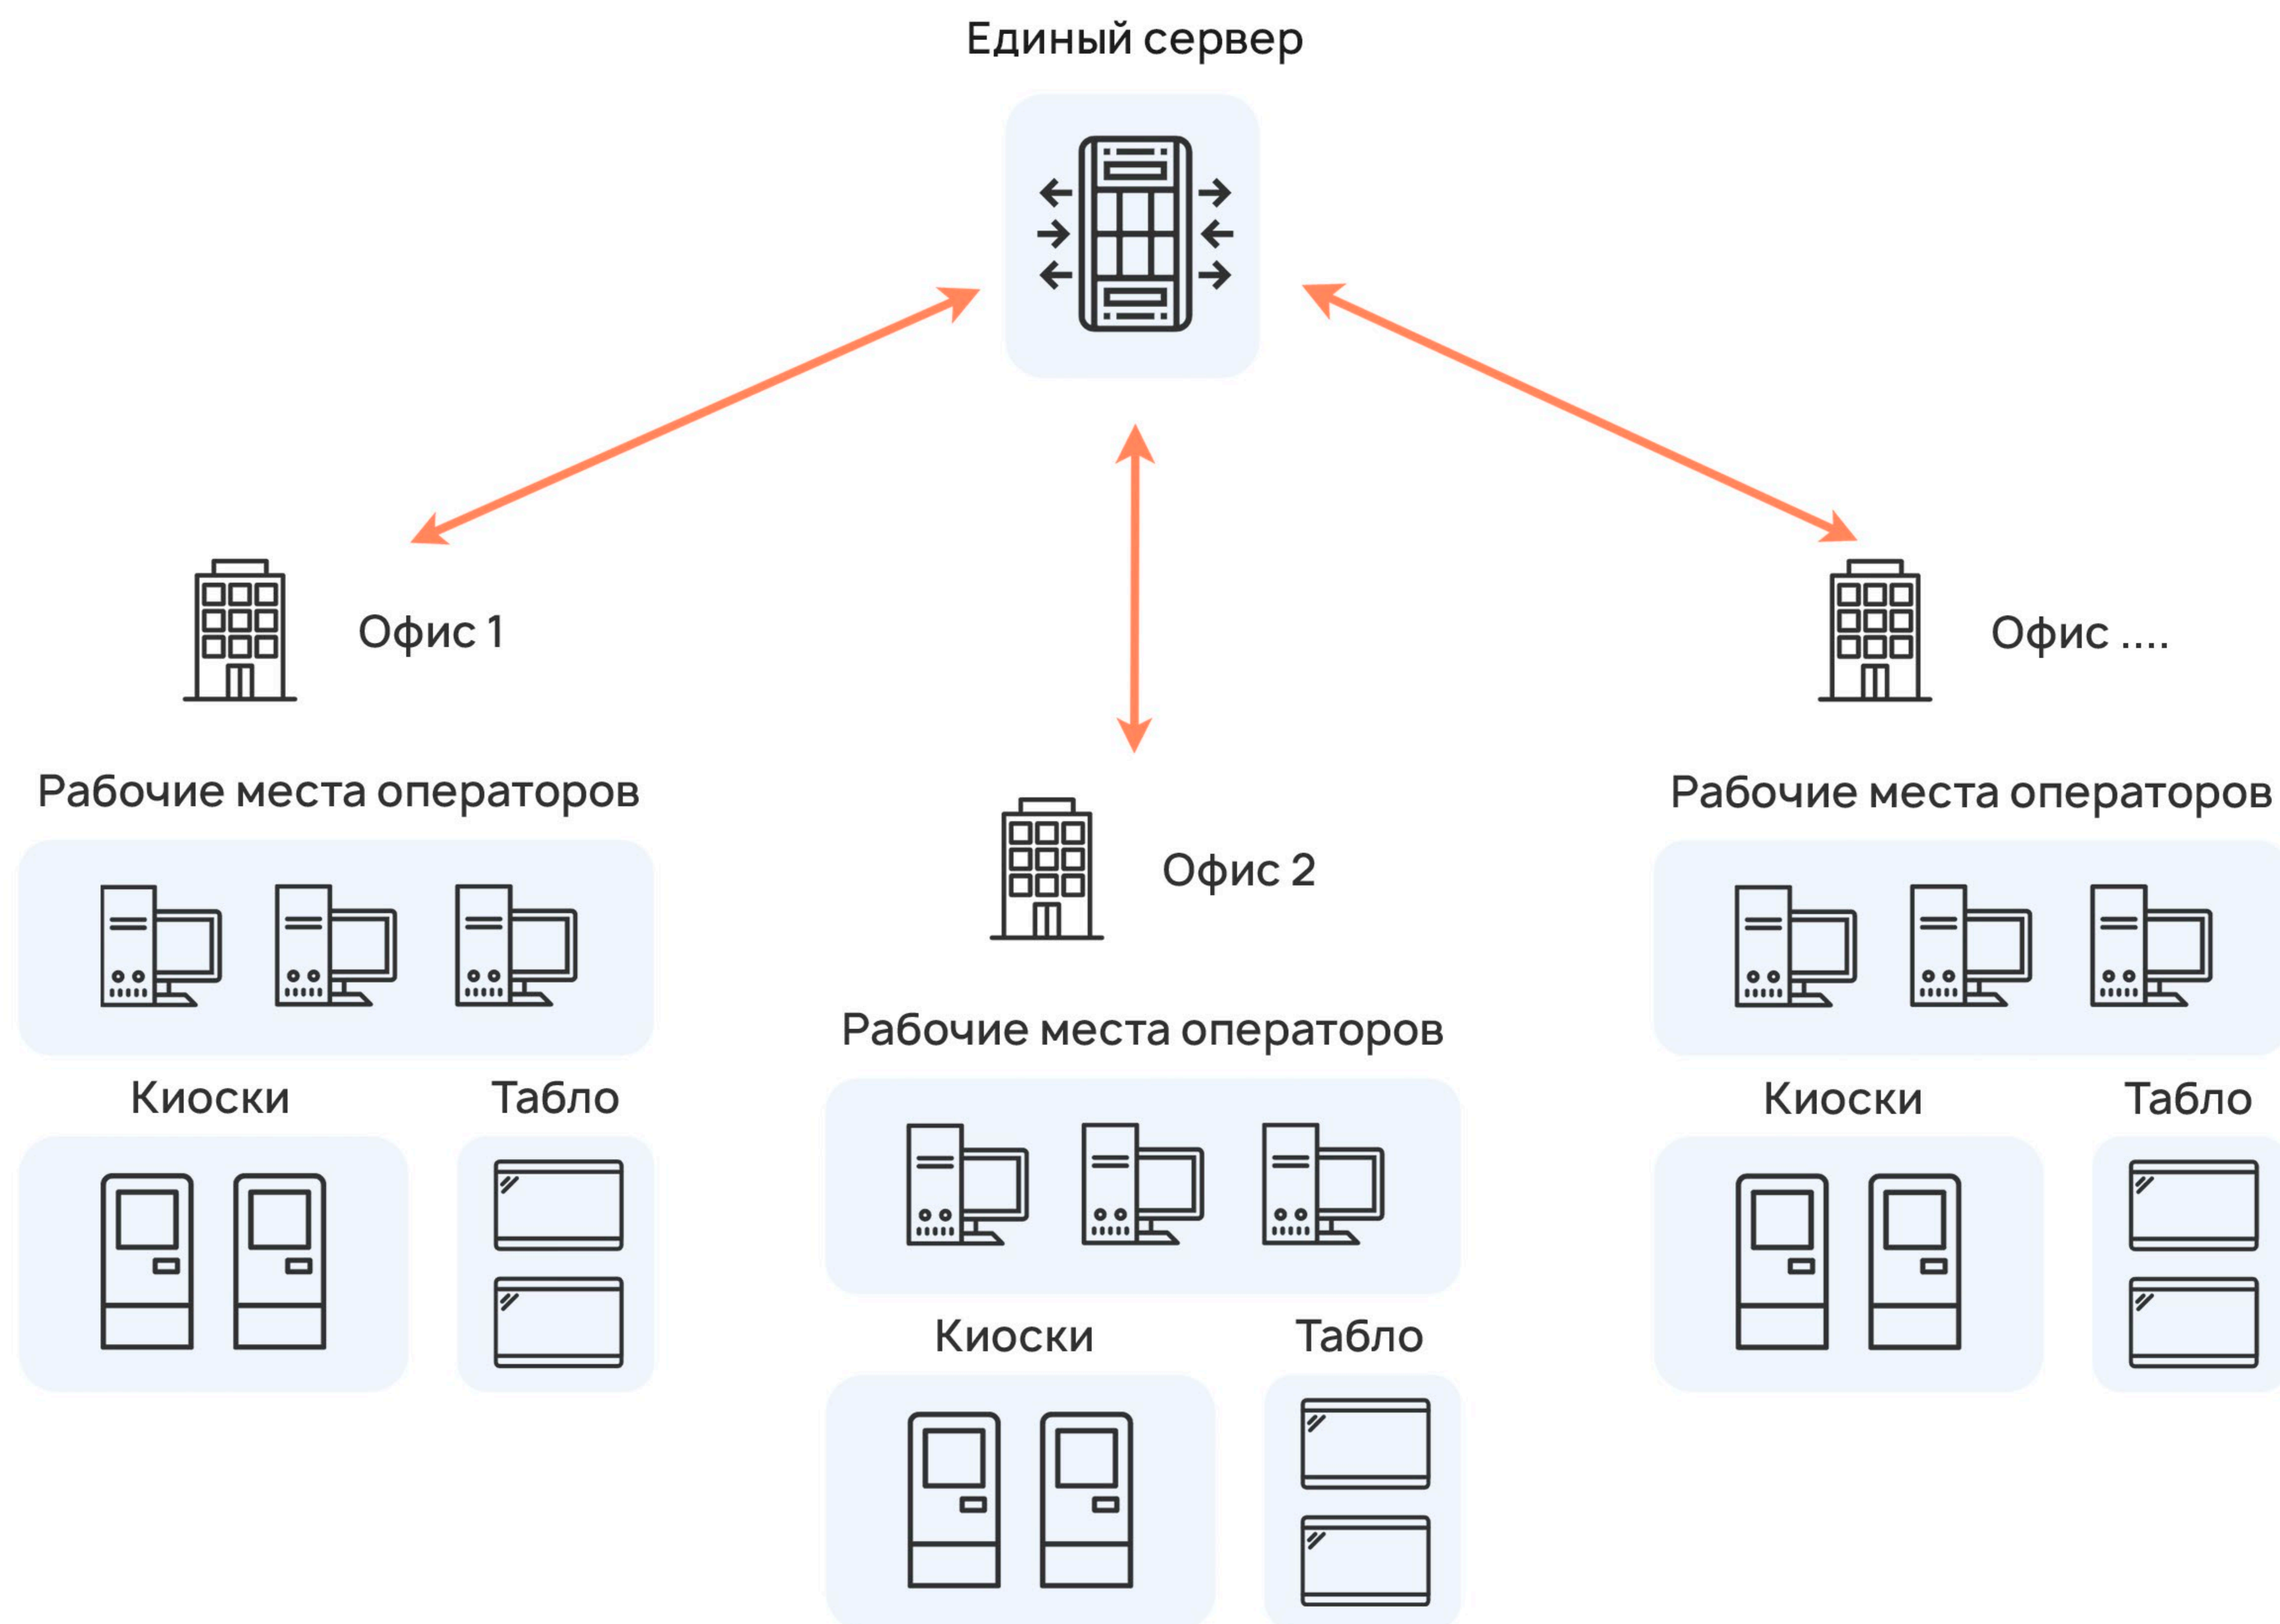 Единый сервер
Офис 1
Рабочие места операторов
Киоски
Табло
Офис 2
Рабочие места операторов
Киоски
Табло
Офис ....
Рабочие места операторов
Киоски
Табло